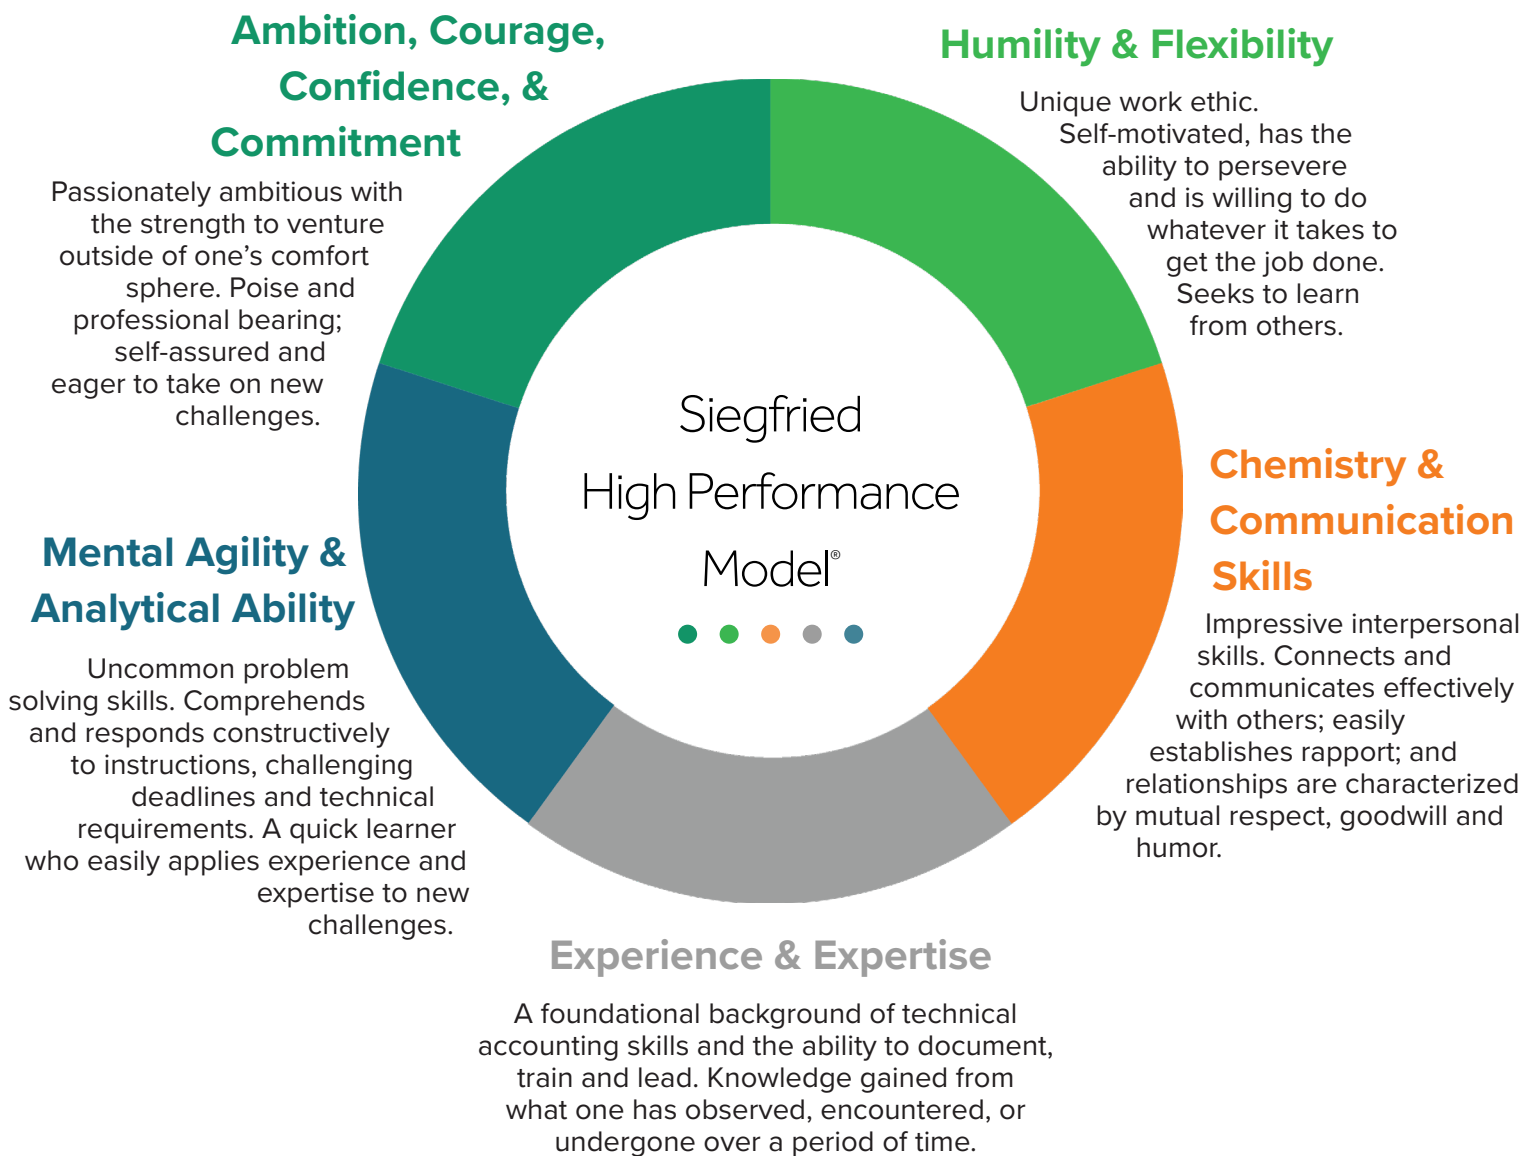 Ambition, Courage,
Confidence, &
Commitment
Passionately ambitious with
the strength to venture
outside of one’s comfort
sphere. Poise and
professional bearing;
self-assured and
eager to take on new
challenges.
Humility & Flexibility
Unique work ethic.
Self-motivated, has the
ability to persevere
and is willing to do
whatever it takes to
get the job done.
Seeks to learn
from others.
Siegfried
High Performance
Model®
Chemistry &
Communication
Skills
Impressive interpersonal
skills. Connects and
communicates effectively
with others; easily
establishes rapport; and
relationships are characterized
by mutual respect, goodwill and
humor.
Mental Agility &
Analytical Ability
Uncommon problem
solving skills. Comprehends
and responds constructively
to instructions, challenging
deadlines and technical
requirements. A quick learner
who easily applies experience and
expertise to new
challenges.
Experience & Expertise
A foundational background of technical
accounting skills and the ability to document,
train and lead. Knowledge gained from
what one has observed, encountered, or
undergone over a period of time.